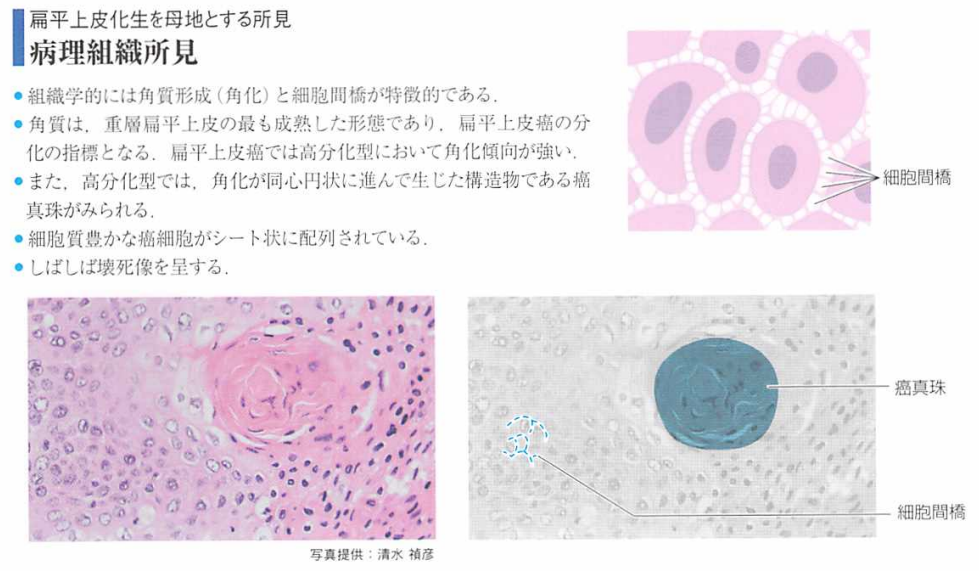 扁平上皮化生を母地とする所見
病理組織所見
● 組織学的には角質形成(角化)と細胞間橋が特徴的である.
● 角質は,重層扁平上皮の最も成熟した形態であり,扁平上皮癌の分
化の指標となる.扁平上皮癌では高分化型において角化傾向が強い.
● また,高分化型では,角化が同心円状に進んで生じた構造物である癌
真珠がみられる.
● 細胞質豊かな癌細胞がシート状に配列されている.
● しばしば壊死像を呈する.
細胞間橋
癌真珠
細胞間橋
写真提供:清水 禎彦